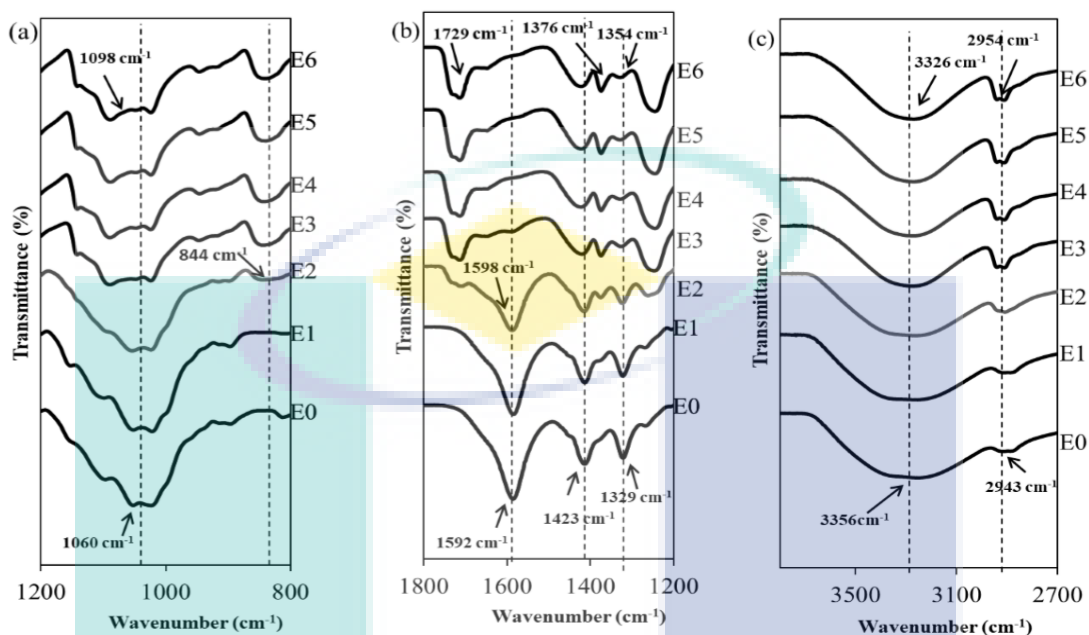 (a)
1098 cm-1
E6
E5
E4
E3
844 cm-1
E2
E1
E0
1060 cm-1
Transmittance (%)
1200 1000 800
Wavenumber (cm-1)
(b)
1729 cm-1
1376 cm-1
1354 cm-1
E6
E5
E4
E3
1598 cm-1
E2
E1
E0
1329 cm-1
1423 cm-1
1592 cm-1
Transmittance (%)
1800 1600 1400 1200
Wavenumber (cm-1)
(c)
2954 cm-1
3326 cm-1
E6
E5
E4
E3
E2
E1
E0
2943 cm-1
3356cm-1
Transmittance (%)
3500 3100 2700
Wavenumber (cm-1)